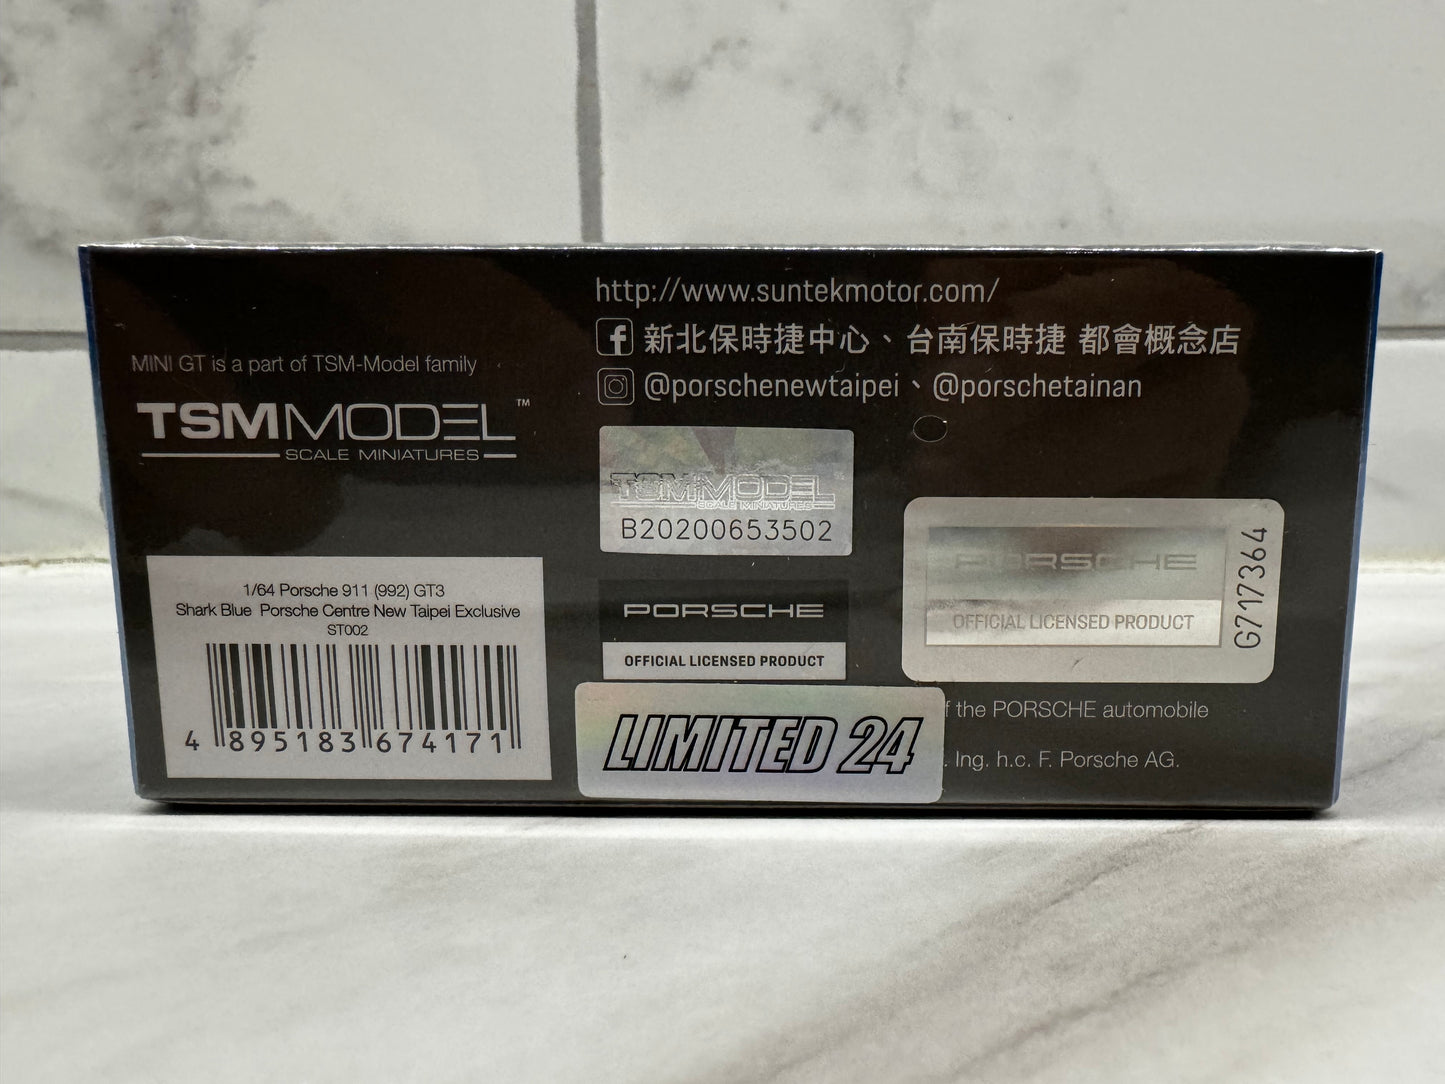 http://www.suntekmotor.com/
新北保時捷中心、台南保時捷 都會概念店
@porschenewtaipei、@porschetainan
MINI GT is a part of TSM-Model family
TSMMODEL™
SCALE MINIATURES
TSMMODEL
SCALE MINIATURES
B20200653502
PORSCHE
OFFICIAL LICENSED PRODUCT
G717364
1/64 Porsche 911 (992) GT3
Shark Blue Porsche Centre New Taipei Exclusive
ST002
4 895183 674171
PORSCHE
OFFICIAL LICENSED PRODUCT
LIMITED 24
the PORSCHE automobile
Ing. h.c. F. Porsche AG.